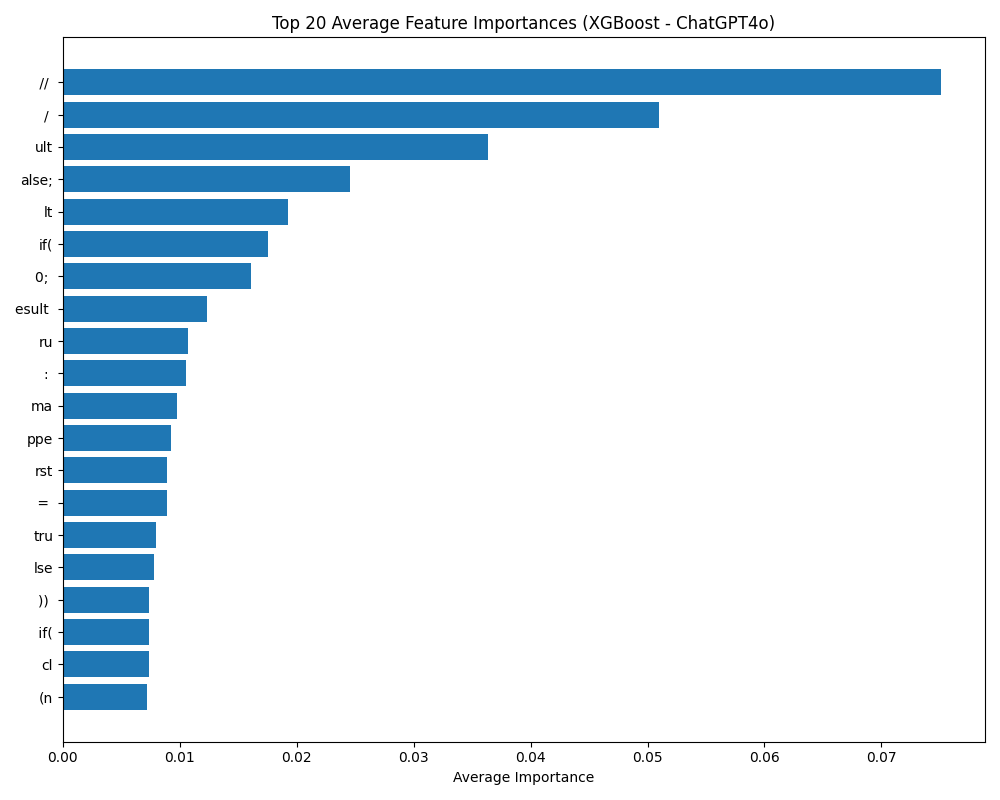 Top 20 Average Feature Importances (XGBoost - ChatGPT4o)
//
/
ult
alse;
lt
if(
0;
esult
ru
:
ma
ppe
rst
=
tru
lse
))
if(
cl
(n
0.00 0.01 0.02 0.03 0.04 0.05 0.06 0.07
Average Importance